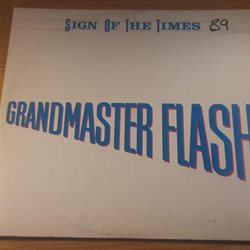 SIGN OF THE TIMES 89
GRANDMASTER FLASH